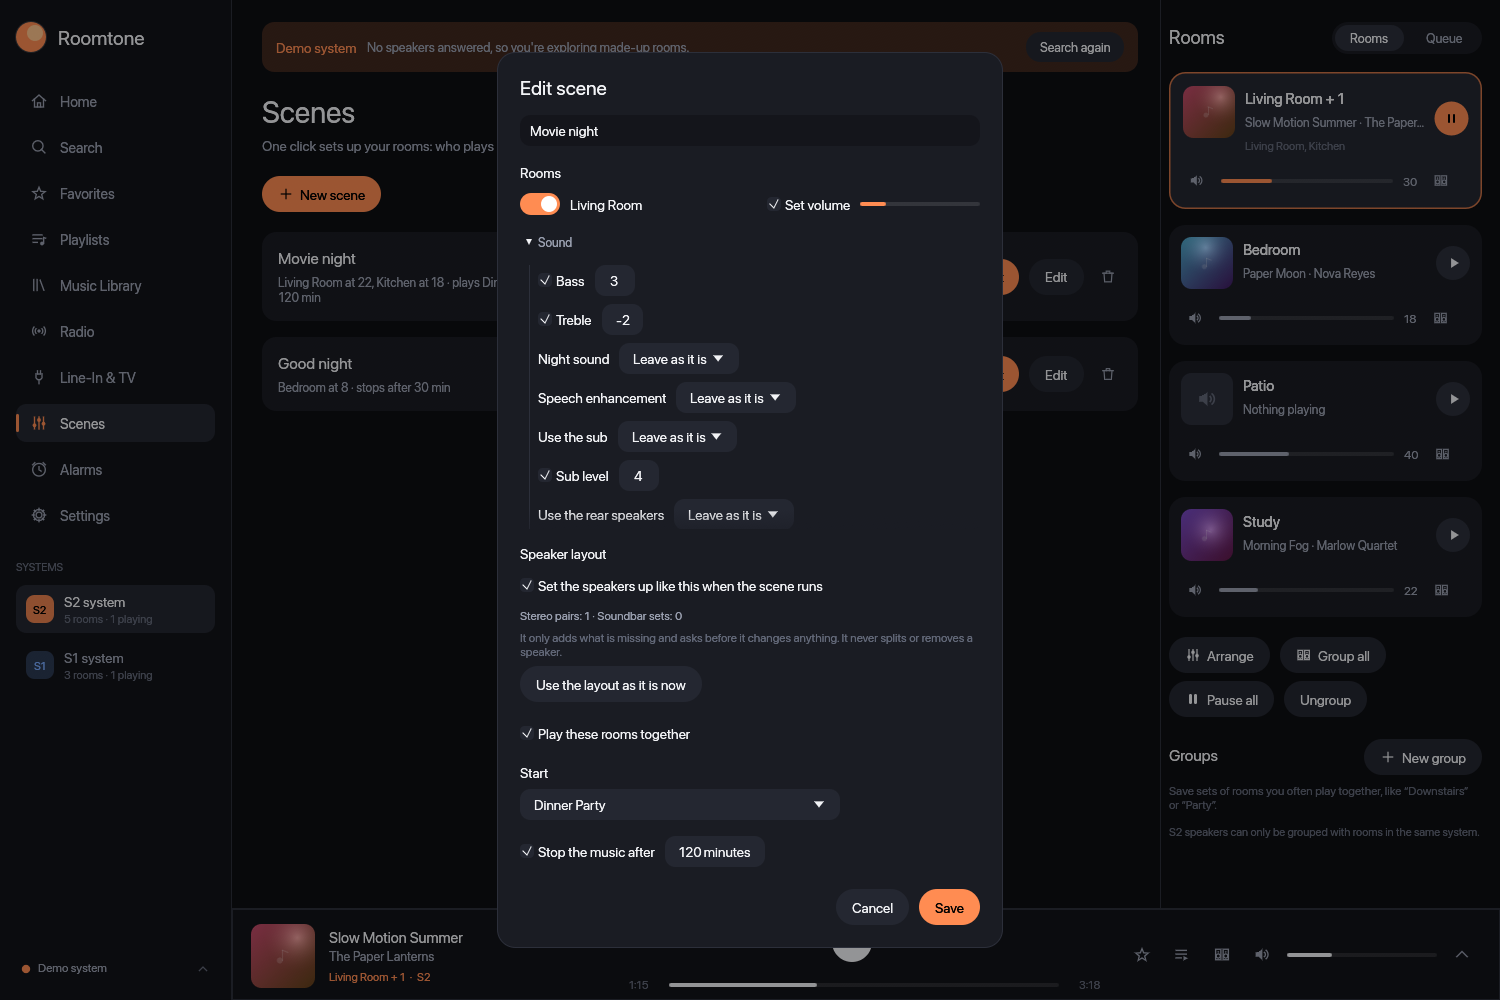 Roomtone
Home
Search
Favorites
Playlists
Music Library
Radio
Line-In & TV
Scenes
Alarms
Settings
SYSTEMS
S2
S2 system
5 rooms · 1 playing
S1
S1 system
3 rooms · 1 playing
Demo system
Demo system No speakers answered, so you're exploring made-up rooms.
Search again
Scenes
One click sets up your rooms: who plays
New scene
Movie night
Living Room at 22, Kitchen at 18 · plays Din
120 min
Edit
Good night
Bedroom at 8 · stops after 30 min
Edit
Edit scene
Movie night
Rooms
Living Room
Set volume
Sound
Bass 3
Treble -2
Night sound Leave as it is
Speech enhancement Leave as it is
Use the sub Leave as it is
Sub level 4
Use the rear speakers Leave as it is
Speaker layout
Set the speakers up like this when the scene runs
Stereo pairs: 1 · Soundbar sets: 0
It only adds what is missing and asks before it changes anything. It never splits or removes a
speaker.
Use the layout as it is now
Play these rooms together
Start
Dinner Party
Stop the music after 120 minutes
Cancel
Save
Rooms
Rooms
Queue
Living Room + 1
Slow Motion Summer · The Paper...
Living Room, Kitchen
30
Bedroom
Paper Moon · Nova Reyes
18
Patio
Nothing playing
40
Study
Morning Fog · Marlow Quartet
22
Arrange
Group all
Pause all
Ungroup
Groups
New group
Save sets of rooms you often play together, like “Downstairs”
or “Party”.
S2 speakers can only be grouped with rooms in the same system.
Slow Motion Summer
The Paper Lanterns
Living Room + 1 · S2
1:15
3:18